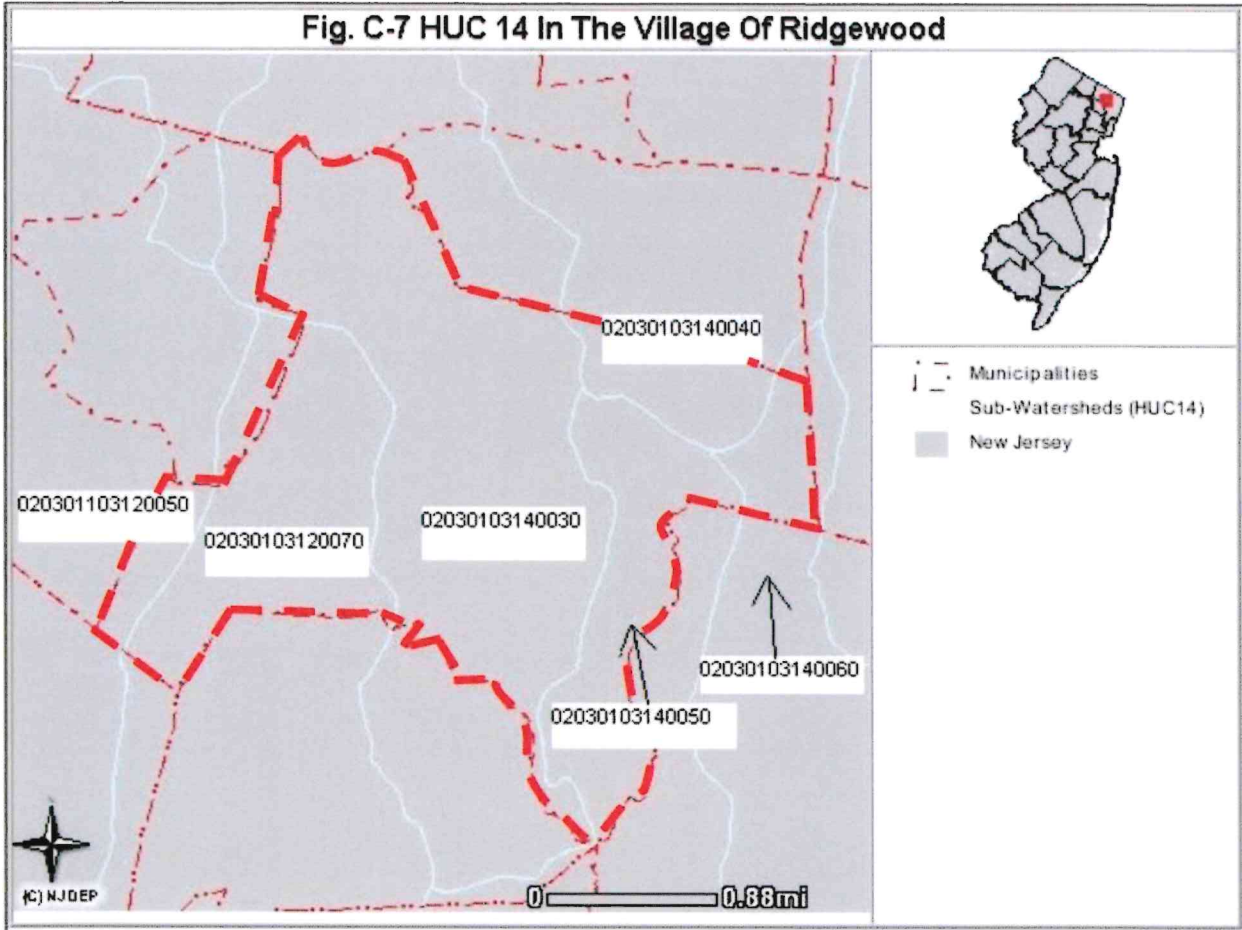 Fig. C-7 HUC 14 In The Village Of Ridgewood
02030103140040
020301103120050
02030103120070
02030103140030
02030103140060
02030103140050
(C) NJDEP
0 0.88mi
Municipalities
Sub-Watersheds (HUC14)
New Jersey